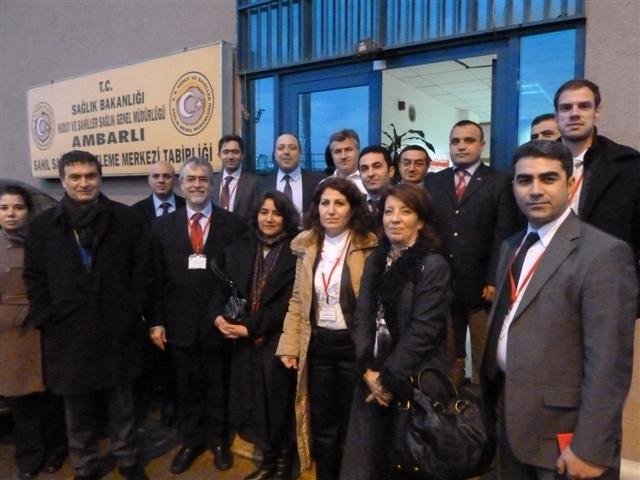 T.C.
SAĞLIK BAKANLIĞI
HUDUT VE SAHİLLER SAĞLIK GENEL MÜDÜRLÜĞÜ
AMBARLI
SAHİL SA LEME MERKEZİ TABİPLİĞİ